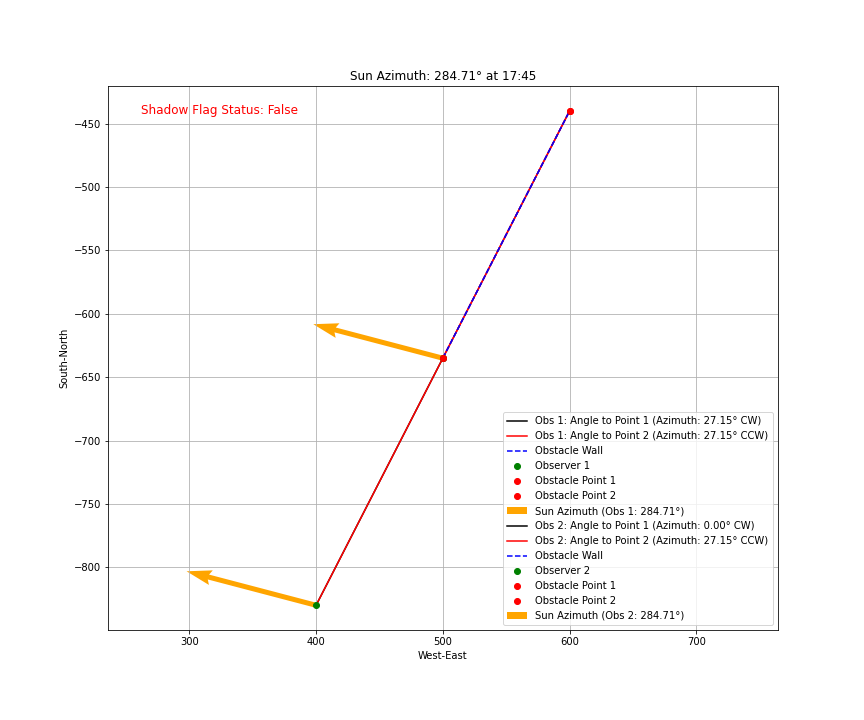 Sun Azimuth: 284.71° at 17:45
Shadow Flag Status: False
−450
−500
−550
−600
−650
−700
−750
−800
South-North
Obs 1: Angle to Point 1 (Azimuth: 27.15° CW)
Obs 1: Angle to Point 2 (Azimuth: 27.15° CCW)
Obstacle Wall
Observer 1
Obstacle Point 1
Obstacle Point 2
Sun Azimuth (Obs 1: 284.71°)
Obs 2: Angle to Point 1 (Azimuth: 0.00° CW)
Obs 2: Angle to Point 2 (Azimuth: 27.15° CCW)
Obstacle Wall
Observer 2
Obstacle Point 1
Obstacle Point 2
Sun Azimuth (Obs 2: 284.71°)
300 400 500 600 700
West-East